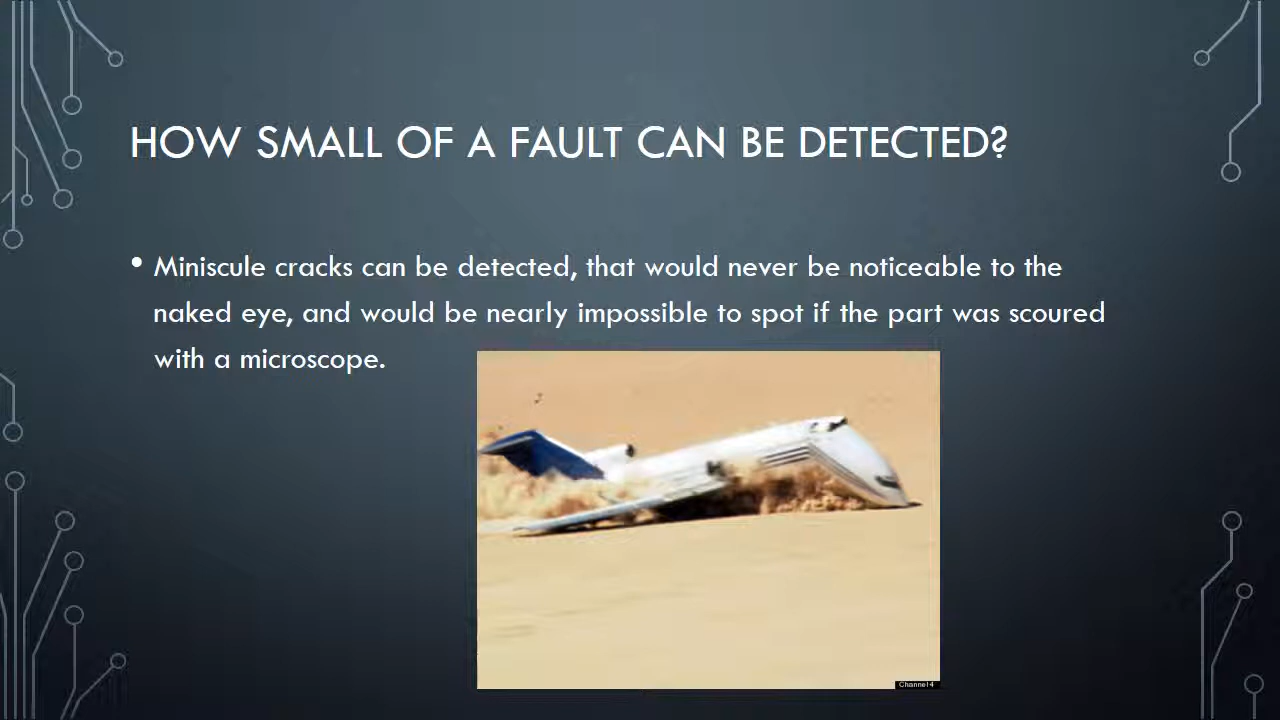 HOW SMALL OF A FAULT CAN BE DETECTED?
• Miniscule cracks can be detected, that would never be noticeable to the
naked eye, and would be nearly impossible to spot if the part was scoured
with a microscope.
Channel4